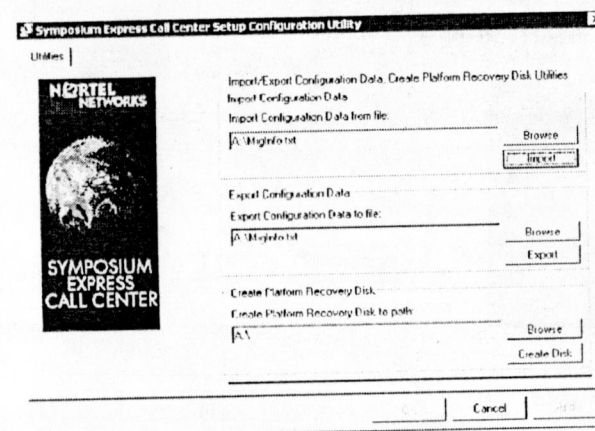 Symposium Express Call Center Setup Configuration Utility
Utilities
NORTEL
NETWORKS
SYMPOSIUM
EXPRESS
CALL CENTER
Import/Export Configuration Data, Create Platform Recovery Disk Utilities
Import Configuration Data
Import Configuration Data from file:
A:\MigInfo.txt
Browse
Import
Export Configuration Data
Export Configuration Data to file:
A:\MigInfo.txt
Browse
Export
Create Platform Recovery Disk
Create Platform Recovery Disk to path:
A:\
Browse
Create Disk
Cancel